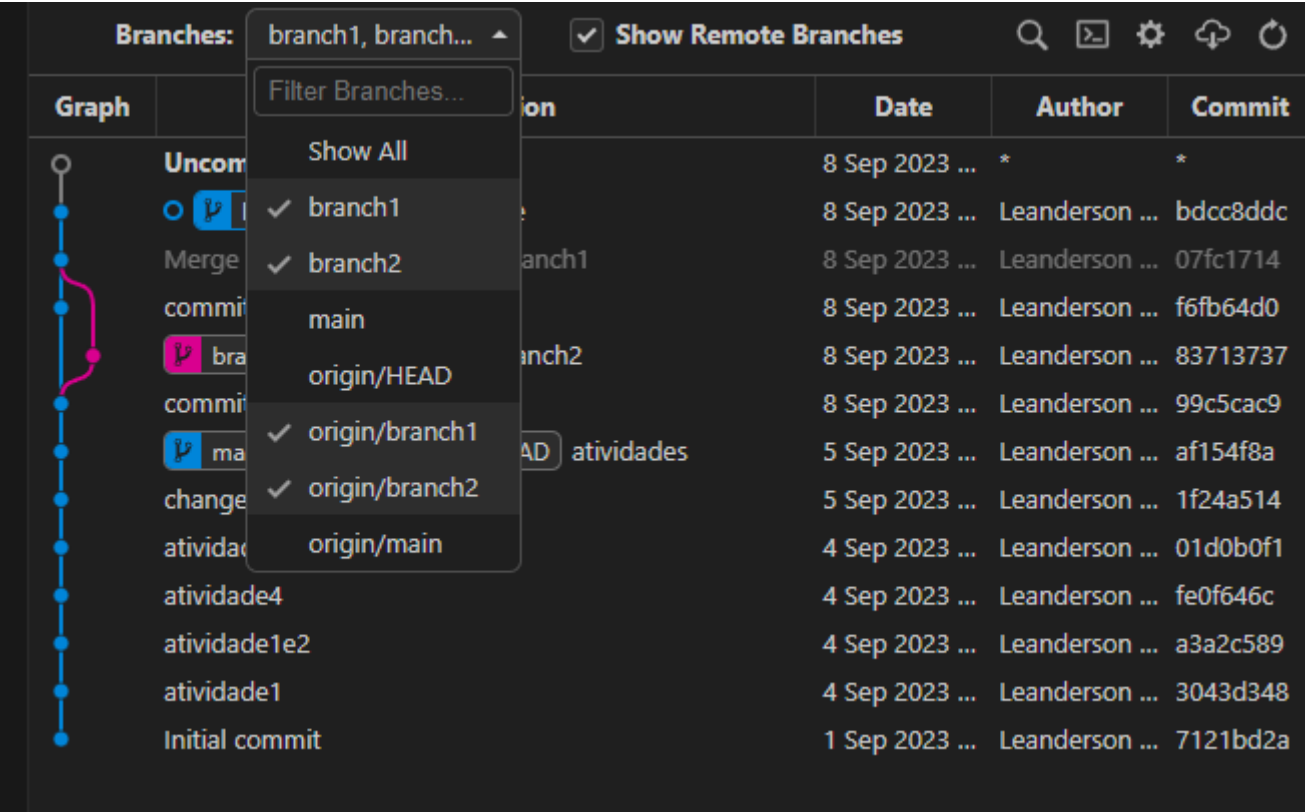 Branches: branch1, branch... Show Remote Branches
Filter Branches...
Graph ion Date Author Commit
Show All
Uncom 8 Sep 2023 ... * *
branch1
8 Sep 2023 ... Leanderson ... bdcc8ddc
branch2
Merge anch1 8 Sep 2023 ... Leanderson ... 07fc1714
commi 8 Sep 2023 ... Leanderson ... f6fb64d0
main
bra anch2 8 Sep 2023 ... Leanderson ... 83713737
origin/HEAD
commi 8 Sep 2023 ... Leanderson ... 99c5cac9
origin/branch1
ma AD atividades 5 Sep 2023 ... Leanderson ... af154f8a
origin/branch2
change 5 Sep 2023 ... Leanderson ... 1f24a514
origin/main
atividad 4 Sep 2023 ... Leanderson ... 01d0b0f1
atividade4 4 Sep 2023 ... Leanderson ... fe0f646c
atividade1e2 4 Sep 2023 ... Leanderson ... a3a2c589
atividade1 4 Sep 2023 ... Leanderson ... 3043d348
Initial commit 1 Sep 2023 ... Leanderson ... 7121bd2a